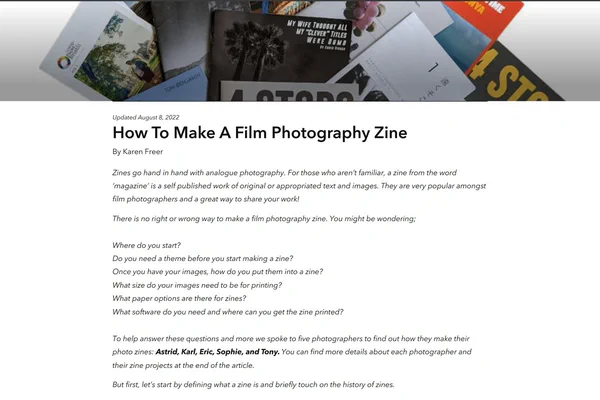 MY WIFE THOUGHT ALL
MY "CLEVER" TITLES
WERE DUMB
4 STOPS
4 STO
Updated August 8, 2022
How To Make A Film Photography Zine
By Karen Freer
Zines go hand in hand with analogue photography. For those who aren't familiar, a zine from the word
'magazine' is a self published work of original or appropriated text and images. They are very popular amongst
film photographers and a great way to share your work!
There is no right or wrong way to make a film photography zine. You might be wondering;
Where do you start?
Do you need a theme before you start making a zine?
Once you have your images, how do you put them into a zine?
What size do your images need to be for printing?
What paper options are there for zines?
What software do you need and where can you get the zine printed?
To help answer these questions and more we spoke to five photographers to find out how they make their
photo zines: Astrid, Karl, Eric, Sophie, and Tony. You can find more details about each photographer and
their zine projects at the end of the article.
But first, let's start by defining what a zine is and briefly touch on the history of zines.